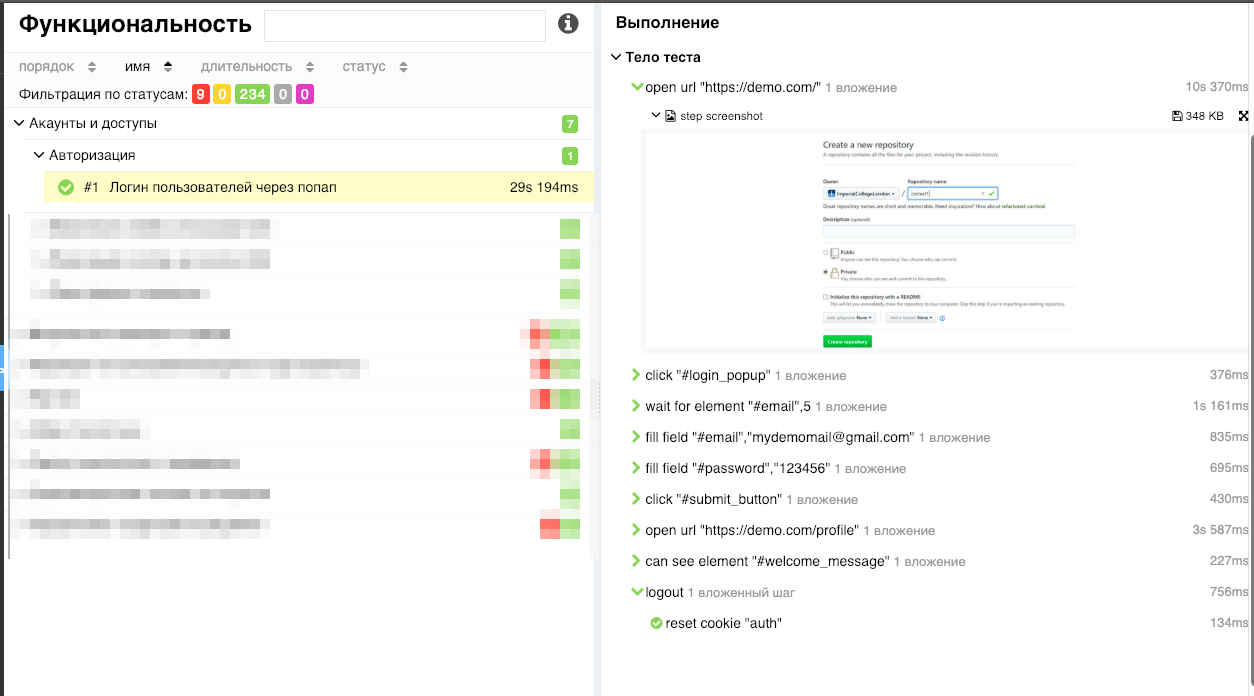 Функциональность
порядок имя длительность статус
Фильтрация по статусам: 9 0 234 0 0
Акаунты и доступы 7
Авторизация 1
#1 Логин пользователей через попап 29s 194ms
Выполнение
Тело теста
open url "https://demo.com/" 1 вложение 10s 370ms
step screenshot 348 KB
Create a new repository
A repository contains all the files for your project, including the revision history.
Owner Repository name
ImperialCollegeLondon /
Great repository names are short and memorable. Need inspiration? How about refactored-carnival.
Description (optional)
Public
Anyone can see this repository. You choose who can commit.
Private
You choose who can see and commit to this repository.
Initialize this repository with a README
This will let you immediately clone the repository to your computer. Skip this step if you're importing an existing repository.
Add .gitignore: None Add a license: None
Create repository
click "#login_popup" 1 вложение 376ms
wait for element "#email",5 1 вложение 1s 161ms
fill field "#email","mydemomail@gmail.com" 1 вложение 835ms
fill field "#password","123456" 1 вложение 695ms
click "#submit_button" 1 вложение 430ms
open url "https://demo.com/profile" 1 вложение 3s 587ms
can see element "#welcome_message" 1 вложение 227ms
logout 1 вложенный шаг 756ms
reset cookie "auth" 134ms